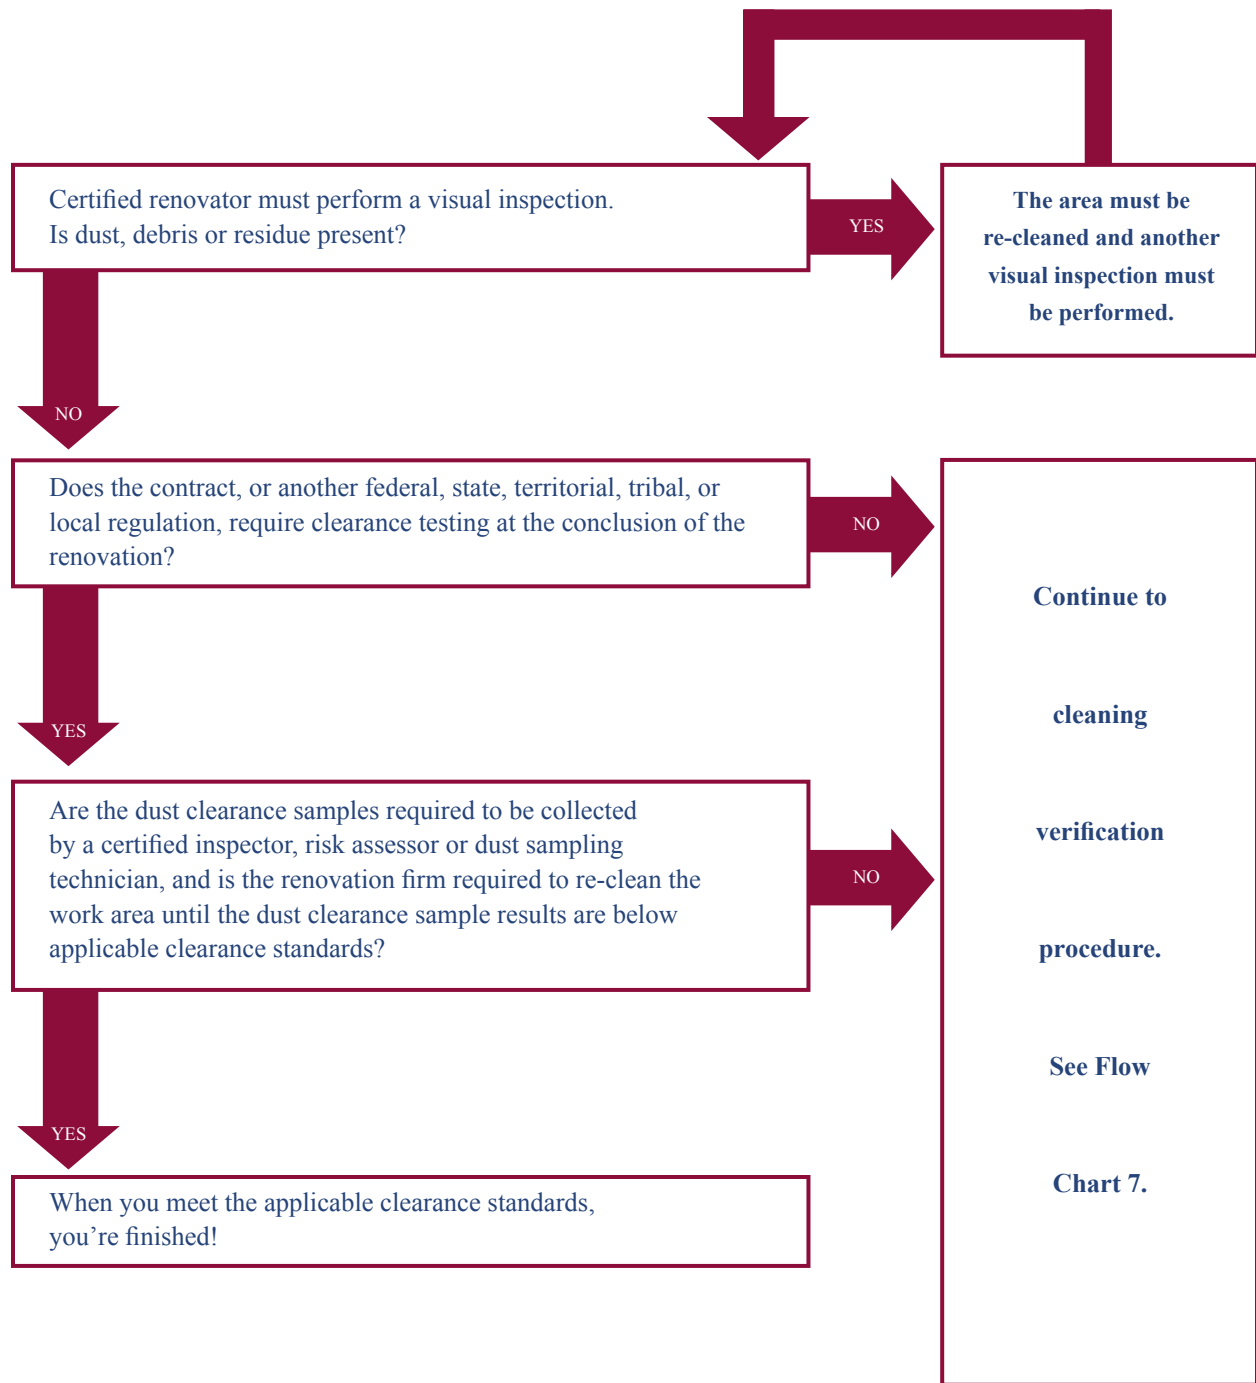 Certified renovator must perform a visual inspection.
Is dust, debris or residue present?
YES
The area must be
re-cleaned and another
visual inspection must
be performed.
NO
Does the contract, or another federal, state, territorial, tribal, or
local regulation, require clearance testing at the conclusion of the
renovation?
NO
Continue to
cleaning
verification
procedure.
See Flow
Chart 7.
YES
Are the dust clearance samples required to be collected
by a certified inspector, risk assessor or dust sampling
technician, and is the renovation firm required to re-clean the
work area until the dust clearance sample results are below
applicable clearance standards?
NO
YES
When you meet the applicable clearance standards,
you’re finished!